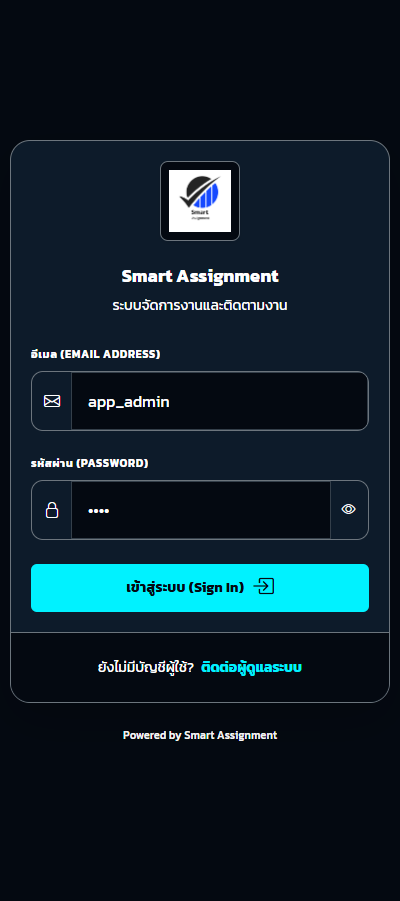 Smart
Smart Assignment
ระบบจัดการงานและติดตามงาน
อีเมล (EMAIL ADDRESS)
app_admin
รหัสผ่าน (PASSWORD)
••••
เข้าสู่ระบบ (Sign In)
ยังไม่มีบัญชีผู้ใช้? ติดต่อผู้ดูแลระบบ
Powered by Smart Assignment